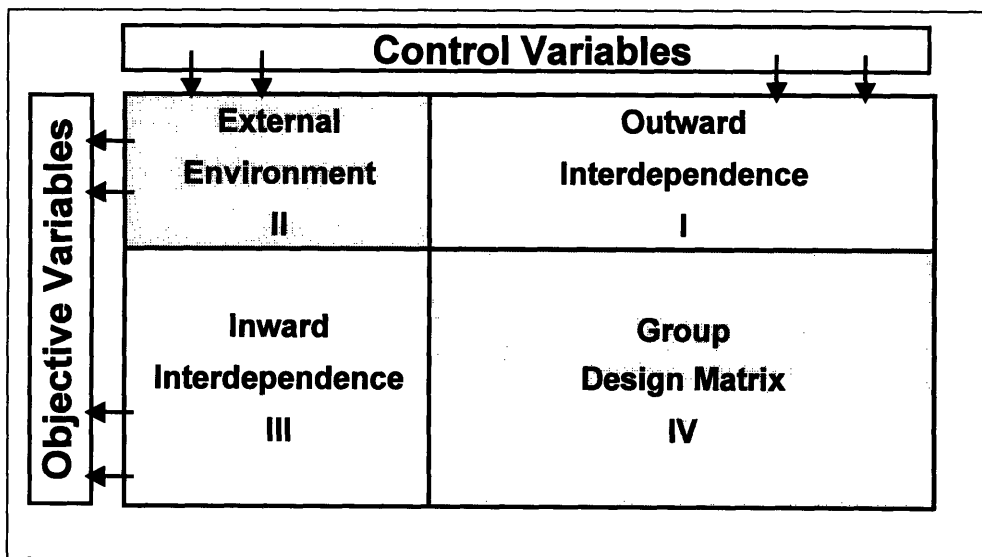 Control Variables
Objective Variables
External
Environment
II
Outward
Interdependence
I
Inward
Interdependence
III
Group
Design Matrix
IV